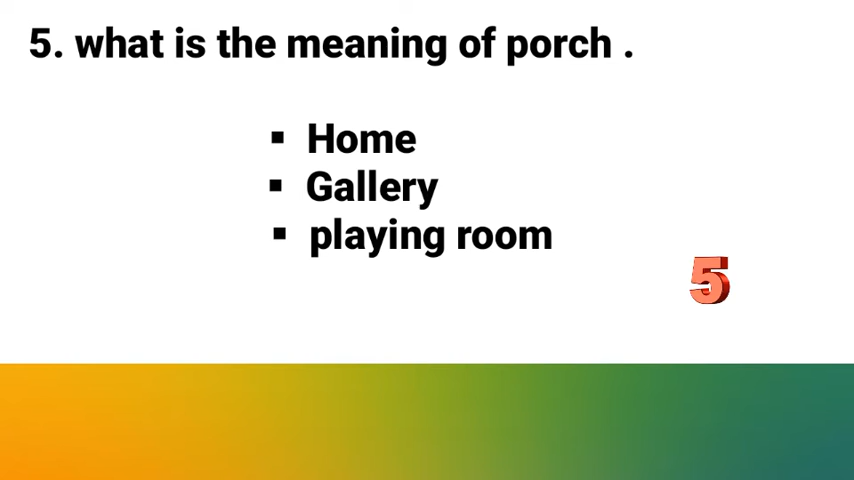 5. what is the meaning of porch .
▪ Home
▪ Gallery
▪ playing room
5